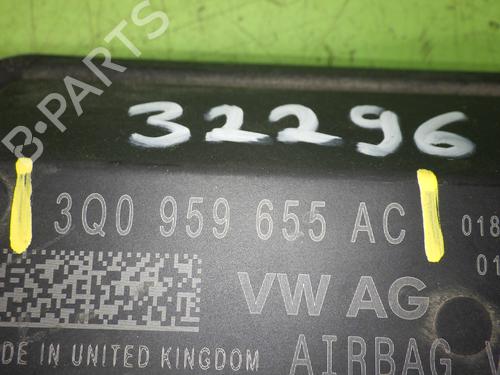 B-PARTS
32296
3Q0 959 655 AC 018
01
VW AG
DE IN UNITED KINGDOM AIRBAG V